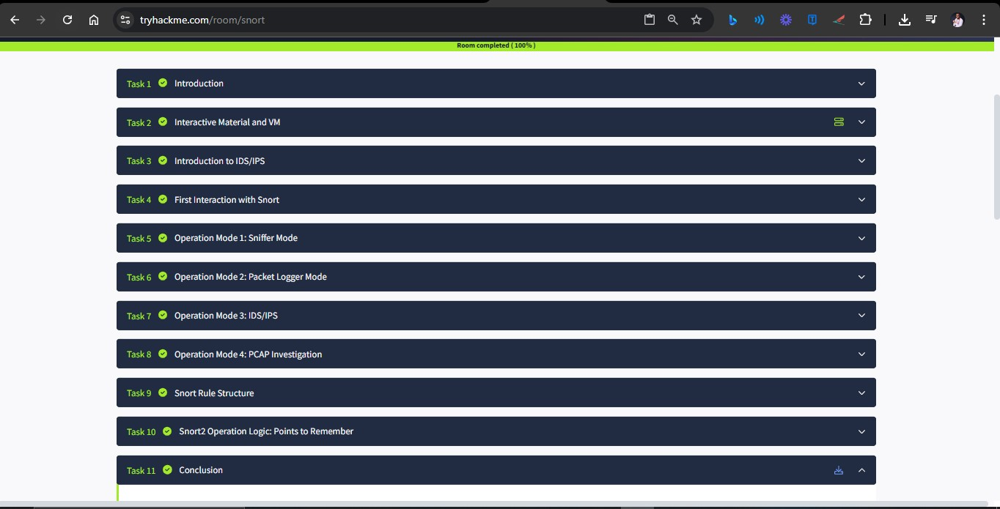 tryhackme.com/room/snort
Room completed ( 100% )
Task 1 Introduction
Task 2 Interactive Material and VM
Task 3 Introduction to IDS/IPS
Task 4 First Interaction with Snort
Task 5 Operation Mode 1: Sniffer Mode
Task 6 Operation Mode 2: Packet Logger Mode
Task 7 Operation Mode 3: IDS/IPS
Task 8 Operation Mode 4: PCAP Investigation
Task 9 Snort Rule Structure
Task 10 Snort2 Operation Logic: Points to Remember
Task 11 Conclusion